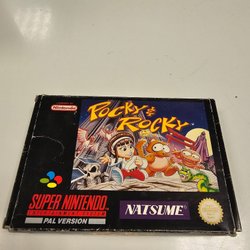 Nintendo
POCKY &
ROCKY
SUPER NINTENDO
ENTERTAINMENT SYSTEM
PAL VERSION
NATSUME